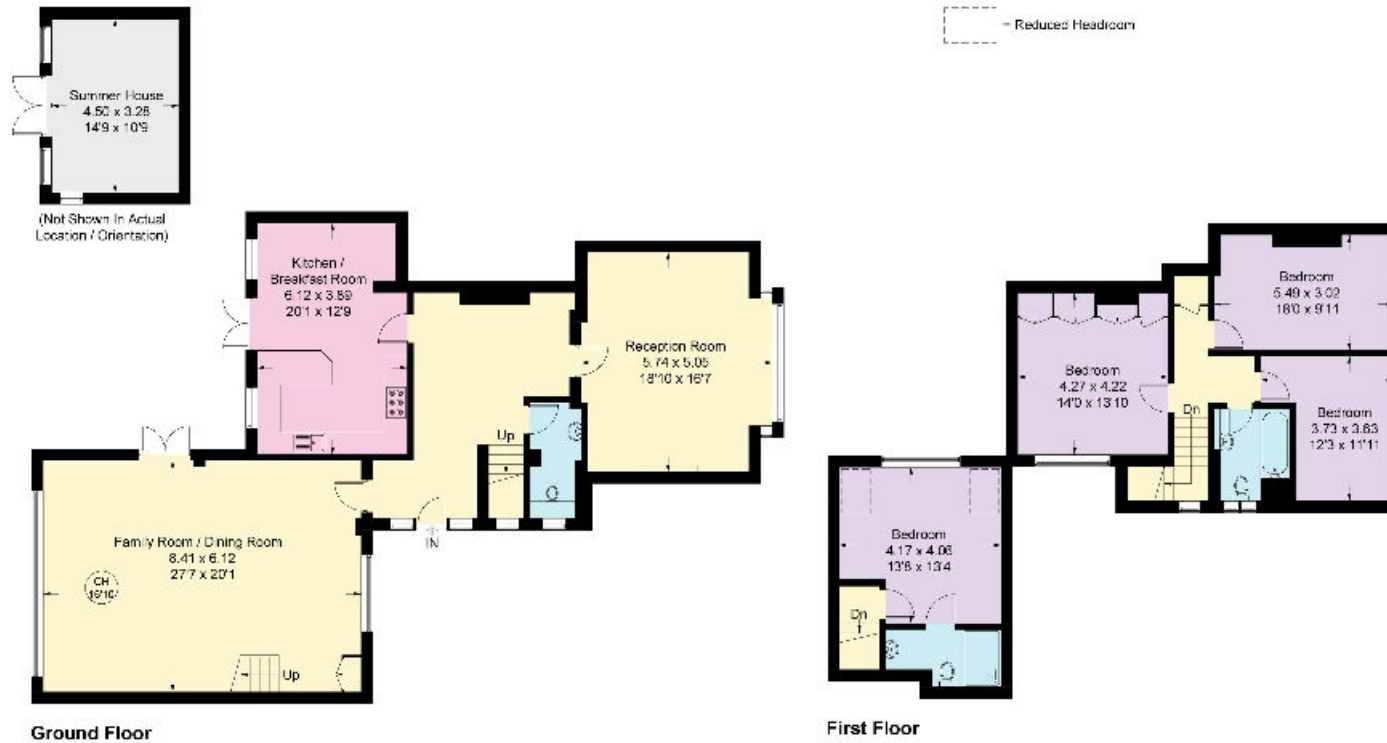 Reduced Headroom
Summer House
4.50 x 3.28
14'9 x 10'9
(Not Shown In Actual
Location / Orientation)
Kitchen /
Breakfast Room
6.12 x 3.89
20'1 x 12'9
Reception Room
5.74 x 5.05
18'10 x 16'7
Up
IN
Family Room / Dining Room
8.41 x 6.12
27'7 x 20'1
CH
Up
Ground Floor
Bedroom
5.49 x 3.02
18'0 x 9'11
Bedroom
4.27 x 4.22
14'0 x 13'10
Dn
Bedroom
3.73 x 3.63
12'3 x 11'11
Bedroom
4.17 x 4.06
13'8 x 13'4
Dn
First Floor